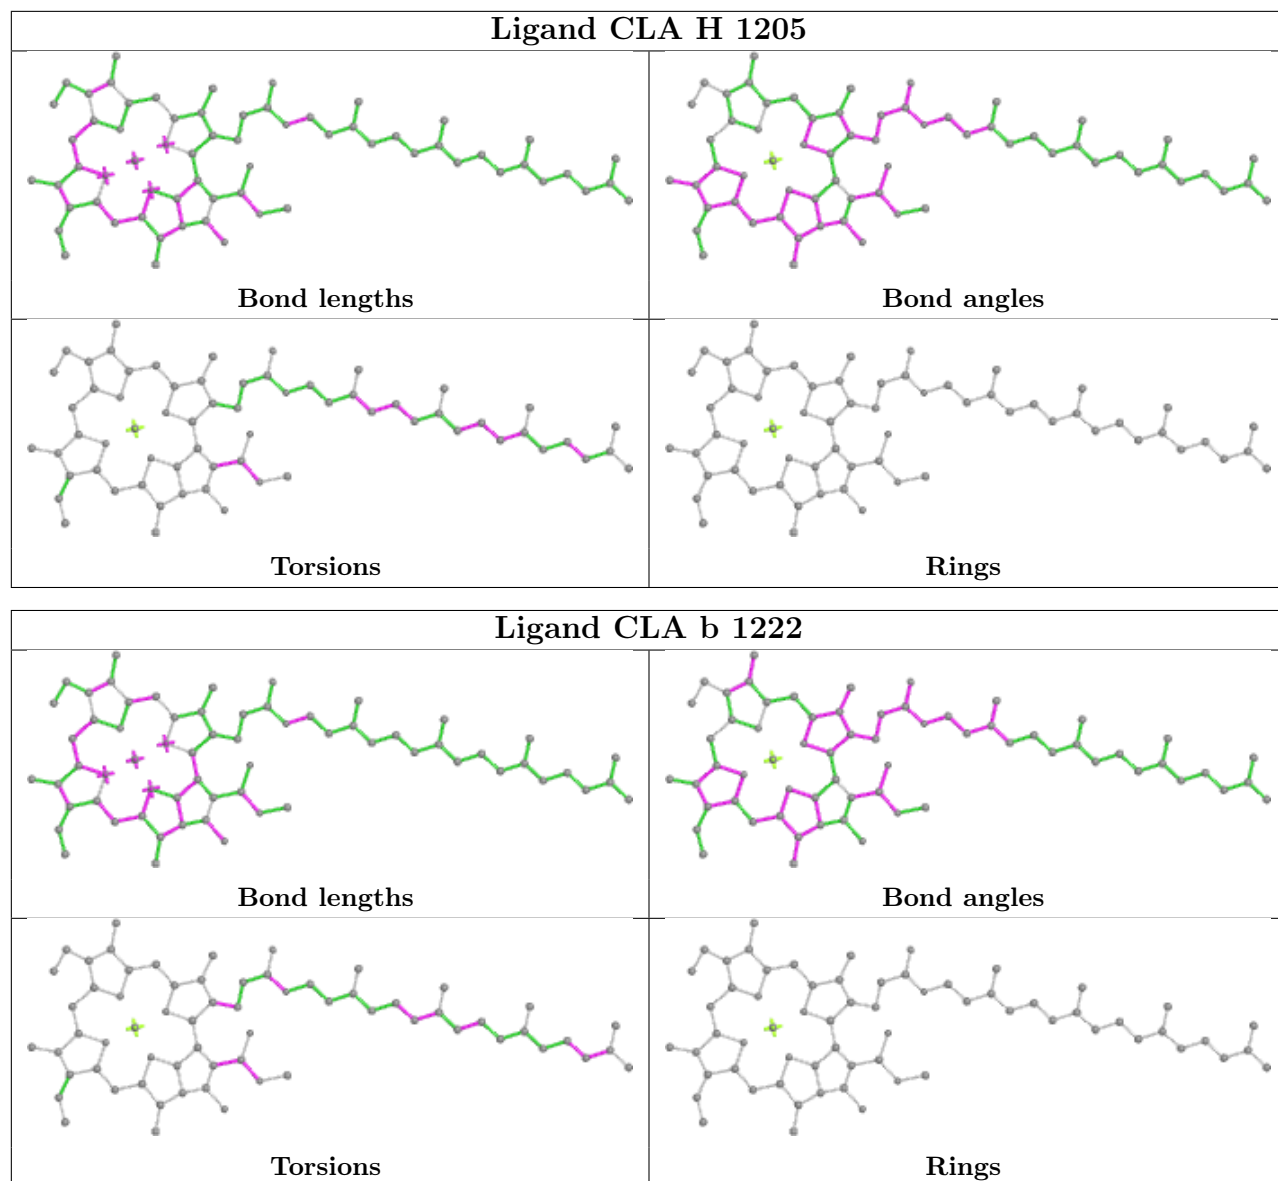 Ligand CLA H 1205
Bond lengths
Bond angles
Torsions
Rings
Ligand CLA b 1222
Bond lengths
Bond angles
Torsions
Rings